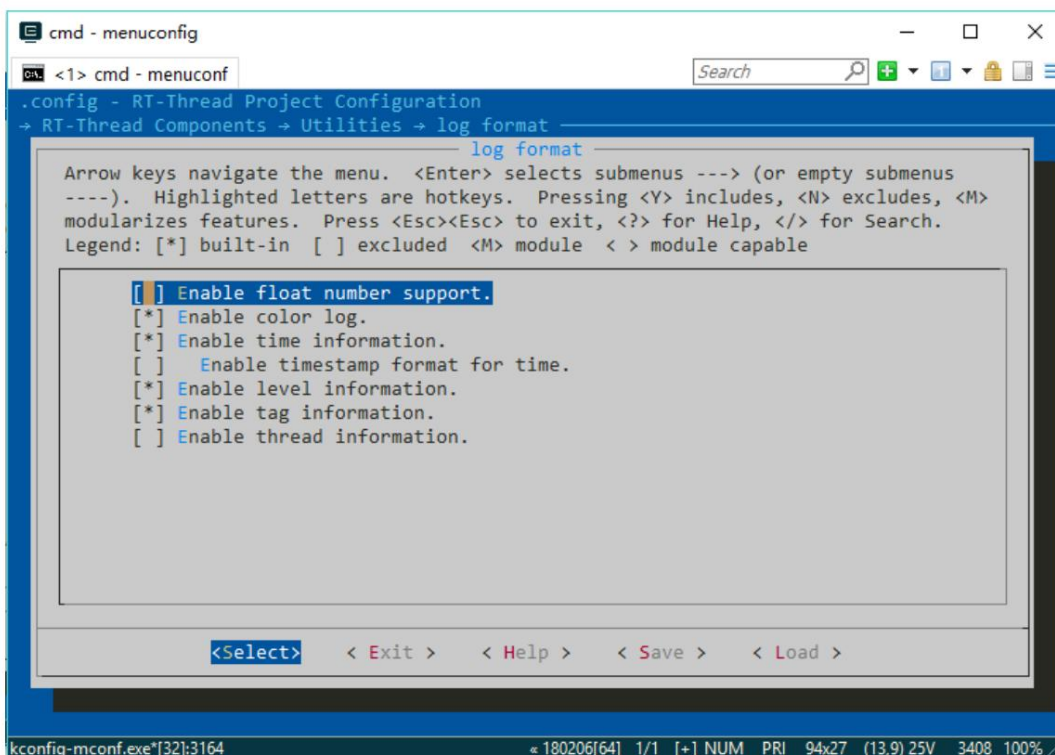 cmd - menuconfig
<1> cmd - menuconf
Search
.config - RT-Thread Project Configuration
→ RT-Thread Components → Utilities → log format
log format
Arrow keys navigate the menu.  <Enter> selects submenus ---> (or empty submenus
----).  Highlighted letters are hotkeys.  Pressing <Y> includes, <N> excludes, <M>
modularizes features.  Press <Esc><Esc> to exit, <?> for Help, </> for Search.
Legend: [*] built-in  [ ] excluded  <M> module  < > module capable
[ ] Enable float number support.
[*] Enable color log.
[*] Enable time information.
[ ]   Enable timestamp format for time.
[*] Enable level information.
[*] Enable tag information.
[ ] Enable thread information.
<Select>    < Exit >    < Help >    < Save >    < Load >
kconfig-mconf.exe*[32]:3164    « 180206[64]  1/1  [+] NUM  PRI  94x27  (13,9) 25V  3408  100%